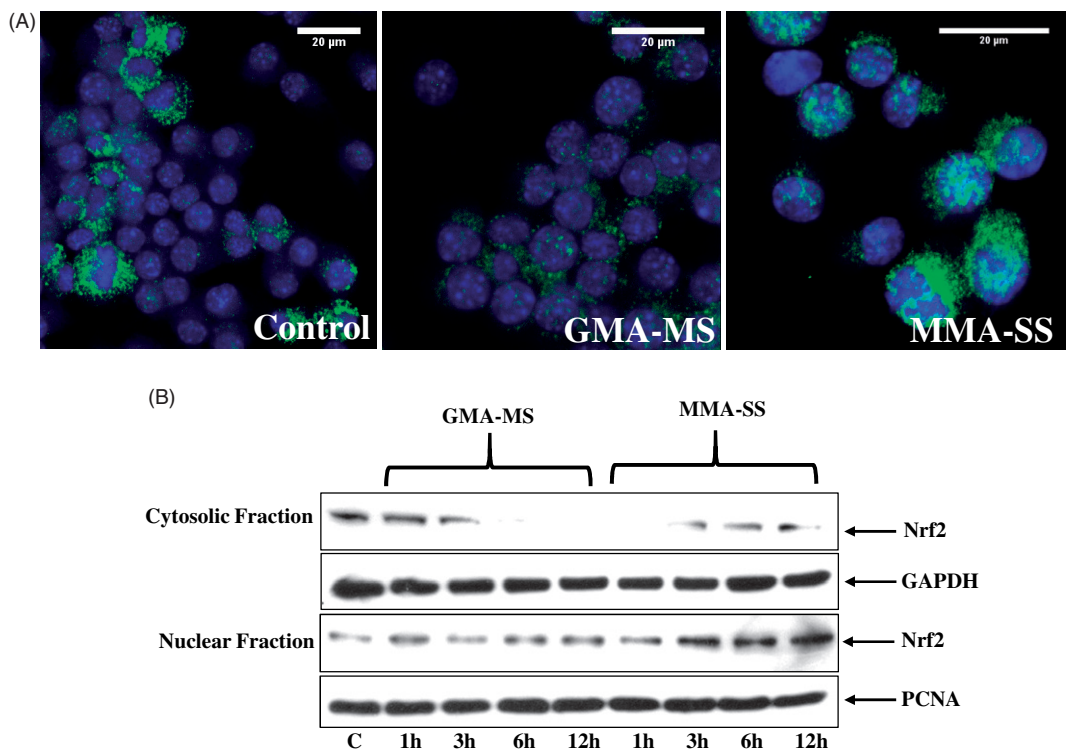 (A)
20 µm
20 µm
20 µm
Control
GMA-MS
MMA-SS
(B)
GMA-MS
MMA-SS
Cytosolic Fraction
Nrf2
GAPDH
Nuclear Fraction
Nrf2
PCNA
C 1h 3h 6h 12h 1h 3h 6h 12h